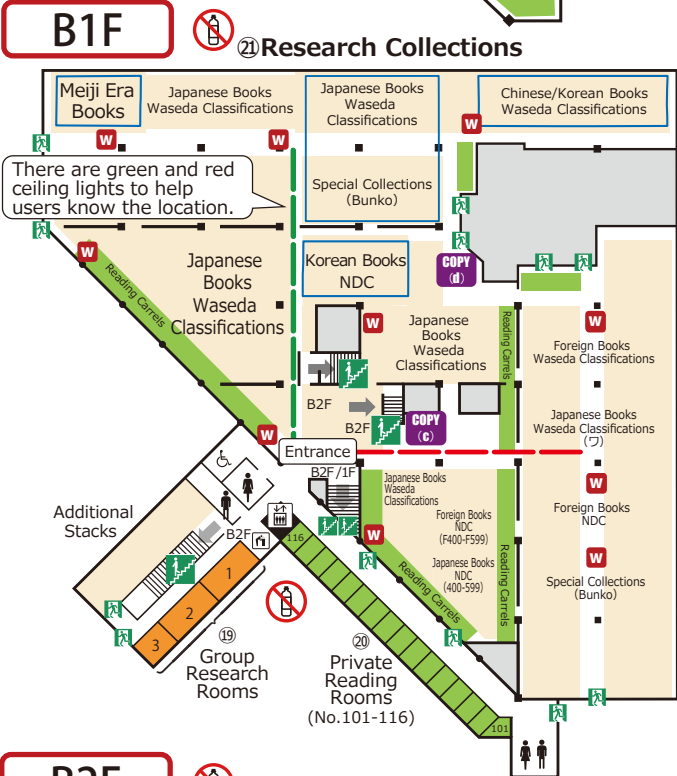 B1F
㉑Research Collections
Meiji Era
Books
Japanese Books
Waseda Classifications
Japanese Books
Waseda
Classifications
Chinese/Korean Books
Waseda Classifications
W
W
W
There are green and red
ceiling lights to help
users know the location.
Special Collections
(Bunko)
W
Reading Carrels
Japanese
Books
Waseda
Classifications
Korean Books
NDC
COPY
(d)
W
Japanese
Books
Waseda
Classifications
Reading Carrels
W
Foreign Books
Waseda Classifications
B2F
B2F
COPY
(c)
Japanese Books
Waseda Classifications
(ワ)
W
Entrance
B2F/1F
Japanese Books
Waseda
Classifications
W
Foreign Books
NDC
Additional
Stacks
B2F
116
W
Foreign Books
NDC
(F400-F599)
Japanese Books
NDC
(400-599)
Reading Carrels
Reading Carrels
W
Special Collections
(Bunko)
1
2
3
⑲
Group
Research
Rooms
⑳
Private
Reading
Rooms
(No.101-116)
101
B2F